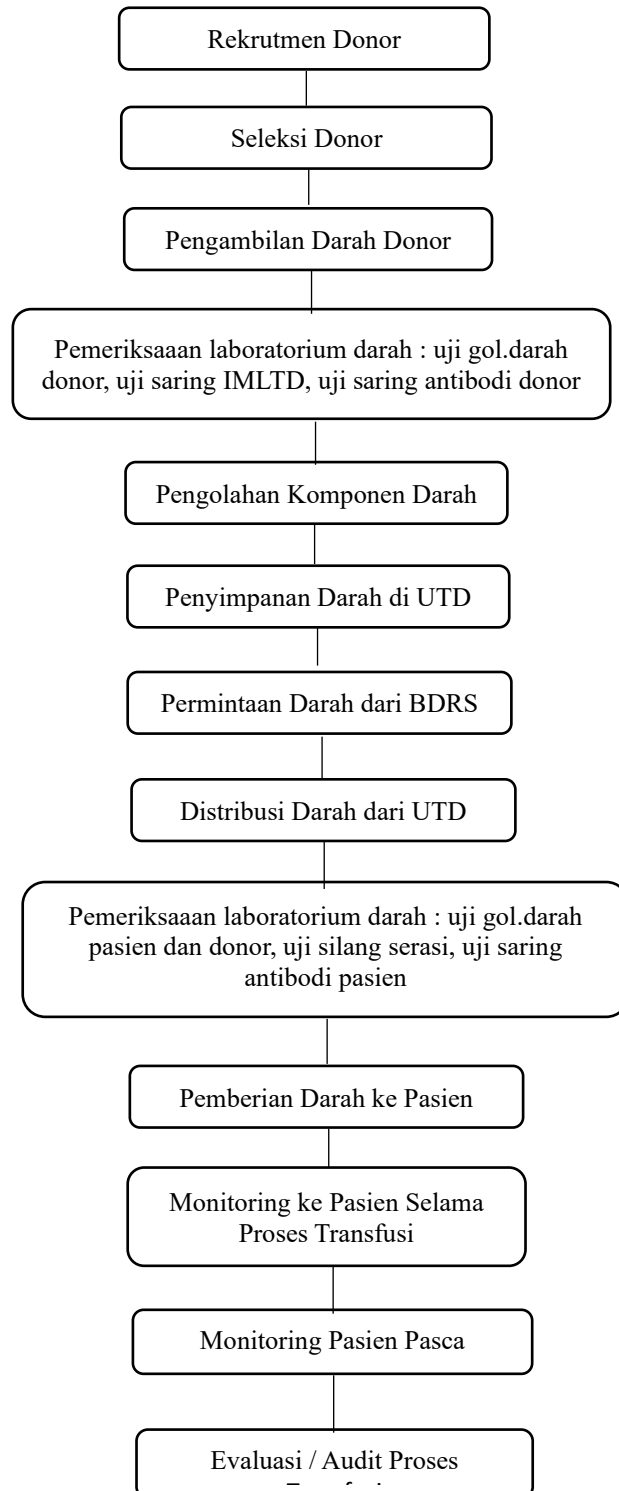 Rekrutmen Donor
Seleksi Donor
Pengambilan Darah Donor
Pemeriksaaan laboratorium darah : uji gol.darah
donor, uji saring IMLTD, uji saring antibodi donor
Pengolahan Komponen Darah
Penyimpanan Darah di UTD
Permintaan Darah dari BDRS
Distribusi Darah dari UTD
Pemeriksaaan laboratorium darah : uji gol.darah
pasien dan donor, uji silang serasi, uji saring
antibodi pasien
Pemberian Darah ke Pasien
Monitoring ke Pasien Selama
Proses Transfusi
Monitoring Pasien Pasca
Evaluasi / Audit Proses